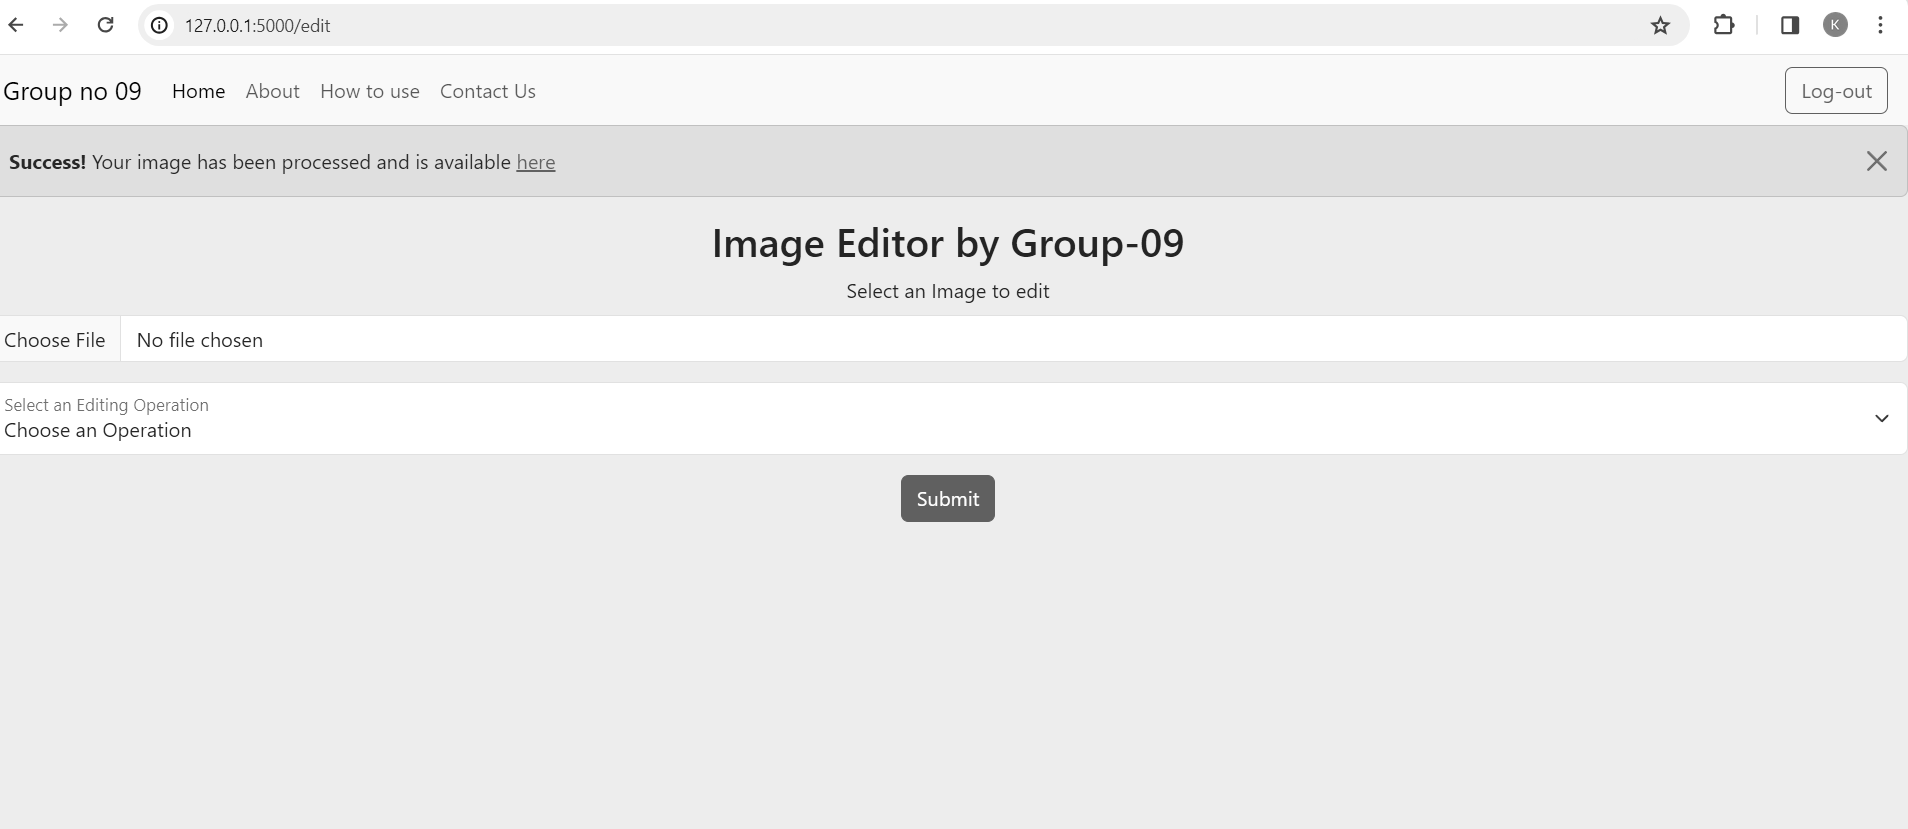 127.0.0.1:5000/edit
K
Group no 09 Home About How to use Contact Us Log-out
Success! Your image has been processed and is available here
Image Editor by Group-09
Select an Image to edit
Choose File No file chosen
Select an Editing Operation
Choose an Operation
Submit